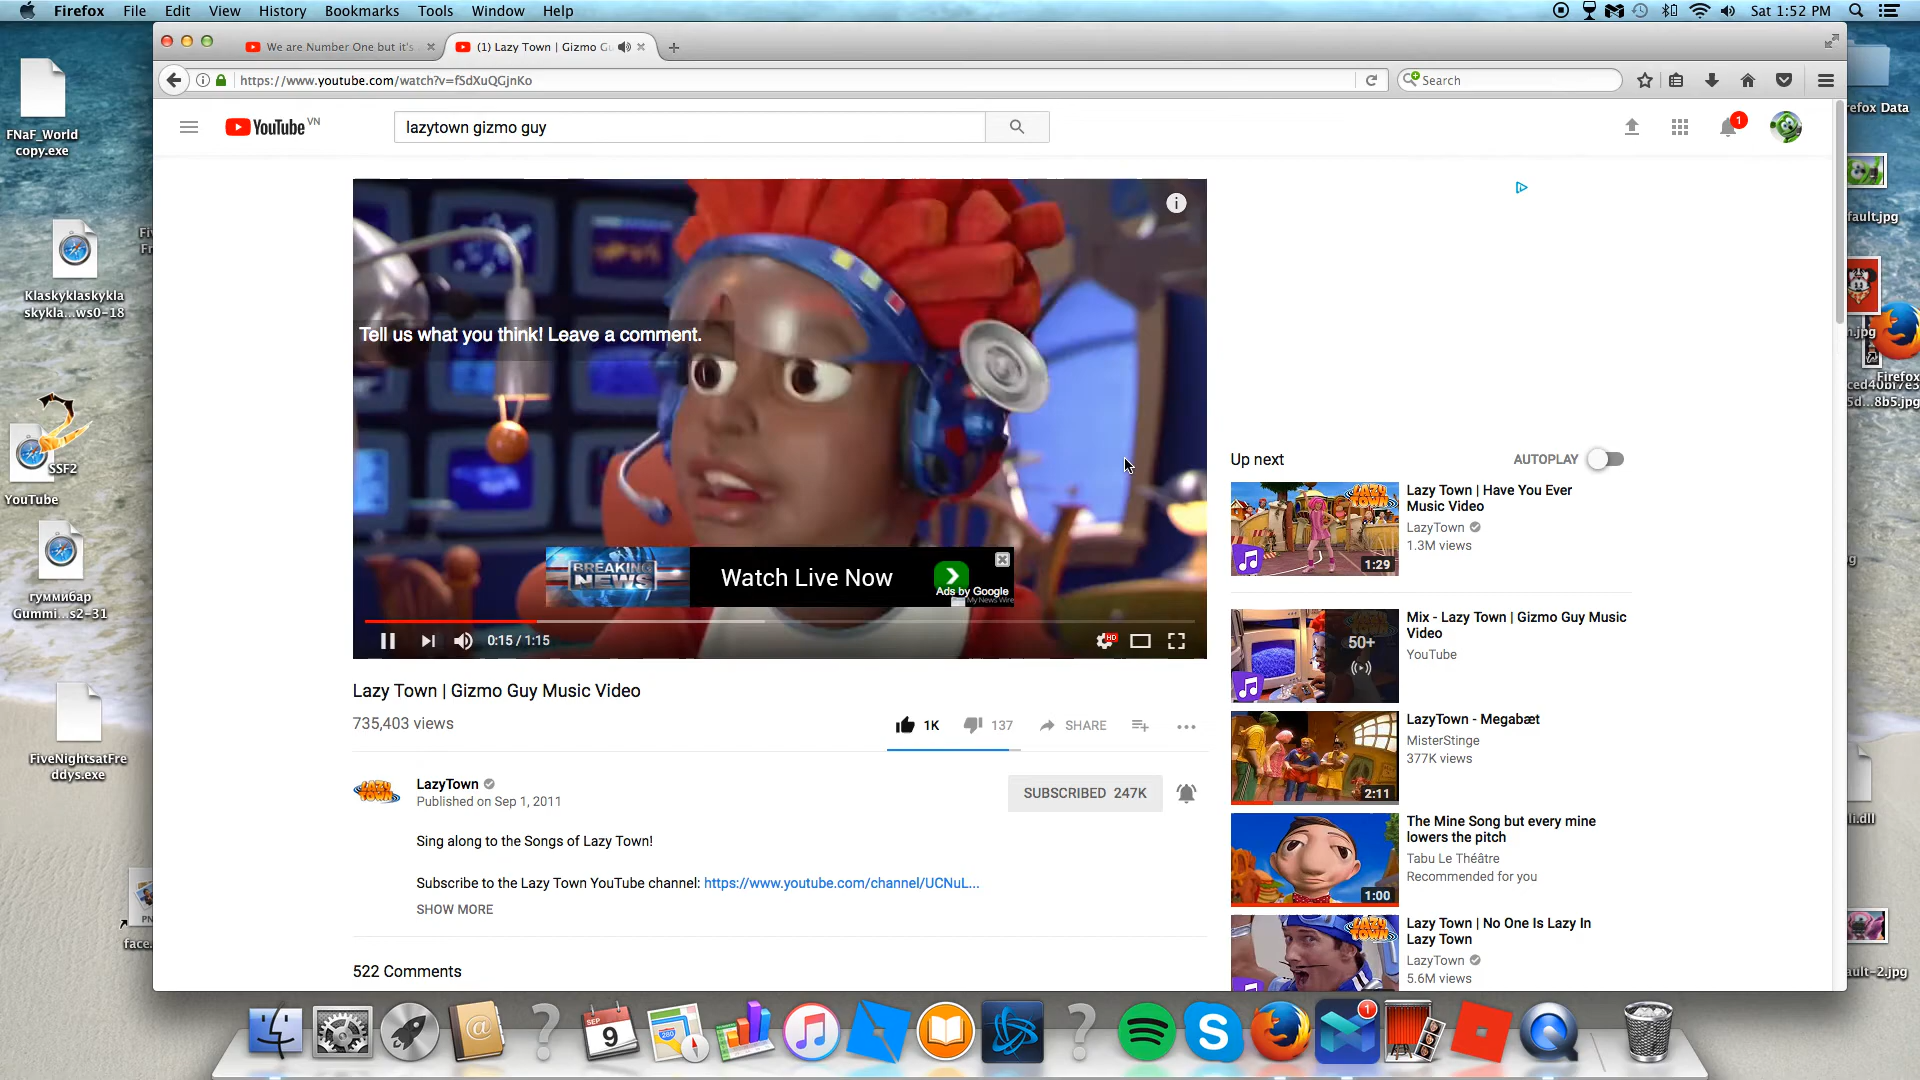 Firefox File Edit View History Bookmarks Tools Window Help
Sat 1:52 PM
We are Number One but it's
(1) Lazy Town | Gizmo Gu
https://www.youtube.com/watch?v=fSdXuQGjnKo
Search
YouTube VN
lazytown gizmo guy
1
Tell us what you think! Leave a comment.
BREAKING
NEWS
Watch Live Now
Ads by Google
My News Wire
0:15 / 1:15
HD
Lazy Town | Gizmo Guy Music Video
735,403 views
1K
137
SHARE
LazyTown
Published on Sep 1, 2011
SUBSCRIBED 247K
Sing along to the Songs of Lazy Town!
Subscribe to the Lazy Town YouTube channel: https://www.youtube.com/channel/UCNuL...
SHOW MORE
522 Comments
Up next
AUTOPLAY
Lazy Town | Have You Ever
Music Video
LazyTown
1.3M views
1:29
Mix - Lazy Town | Gizmo Guy Music
Video
YouTube
50+
LazyTown - Megabæt
MisterStinge
377K views
2:11
The Mine Song but every mine
lowers the pitch
Tabu Le Théâtre
Recommended for you
1:00
Lazy Town | No One Is Lazy In
Lazy Town
LazyTown
5.6M views
FNaF_World
copy.exe
Klaskyklaskykla
skykla...ws0-18
SSF2
YouTube
гуммибар
Gummi...s2-31
FiveNightsatFre
ddys.exe
face.
efox Data
fault.jpg
n.jpg
Firefox
5d...8b5.jpg
li.dll
ault-2.jpg
SEP
9
1